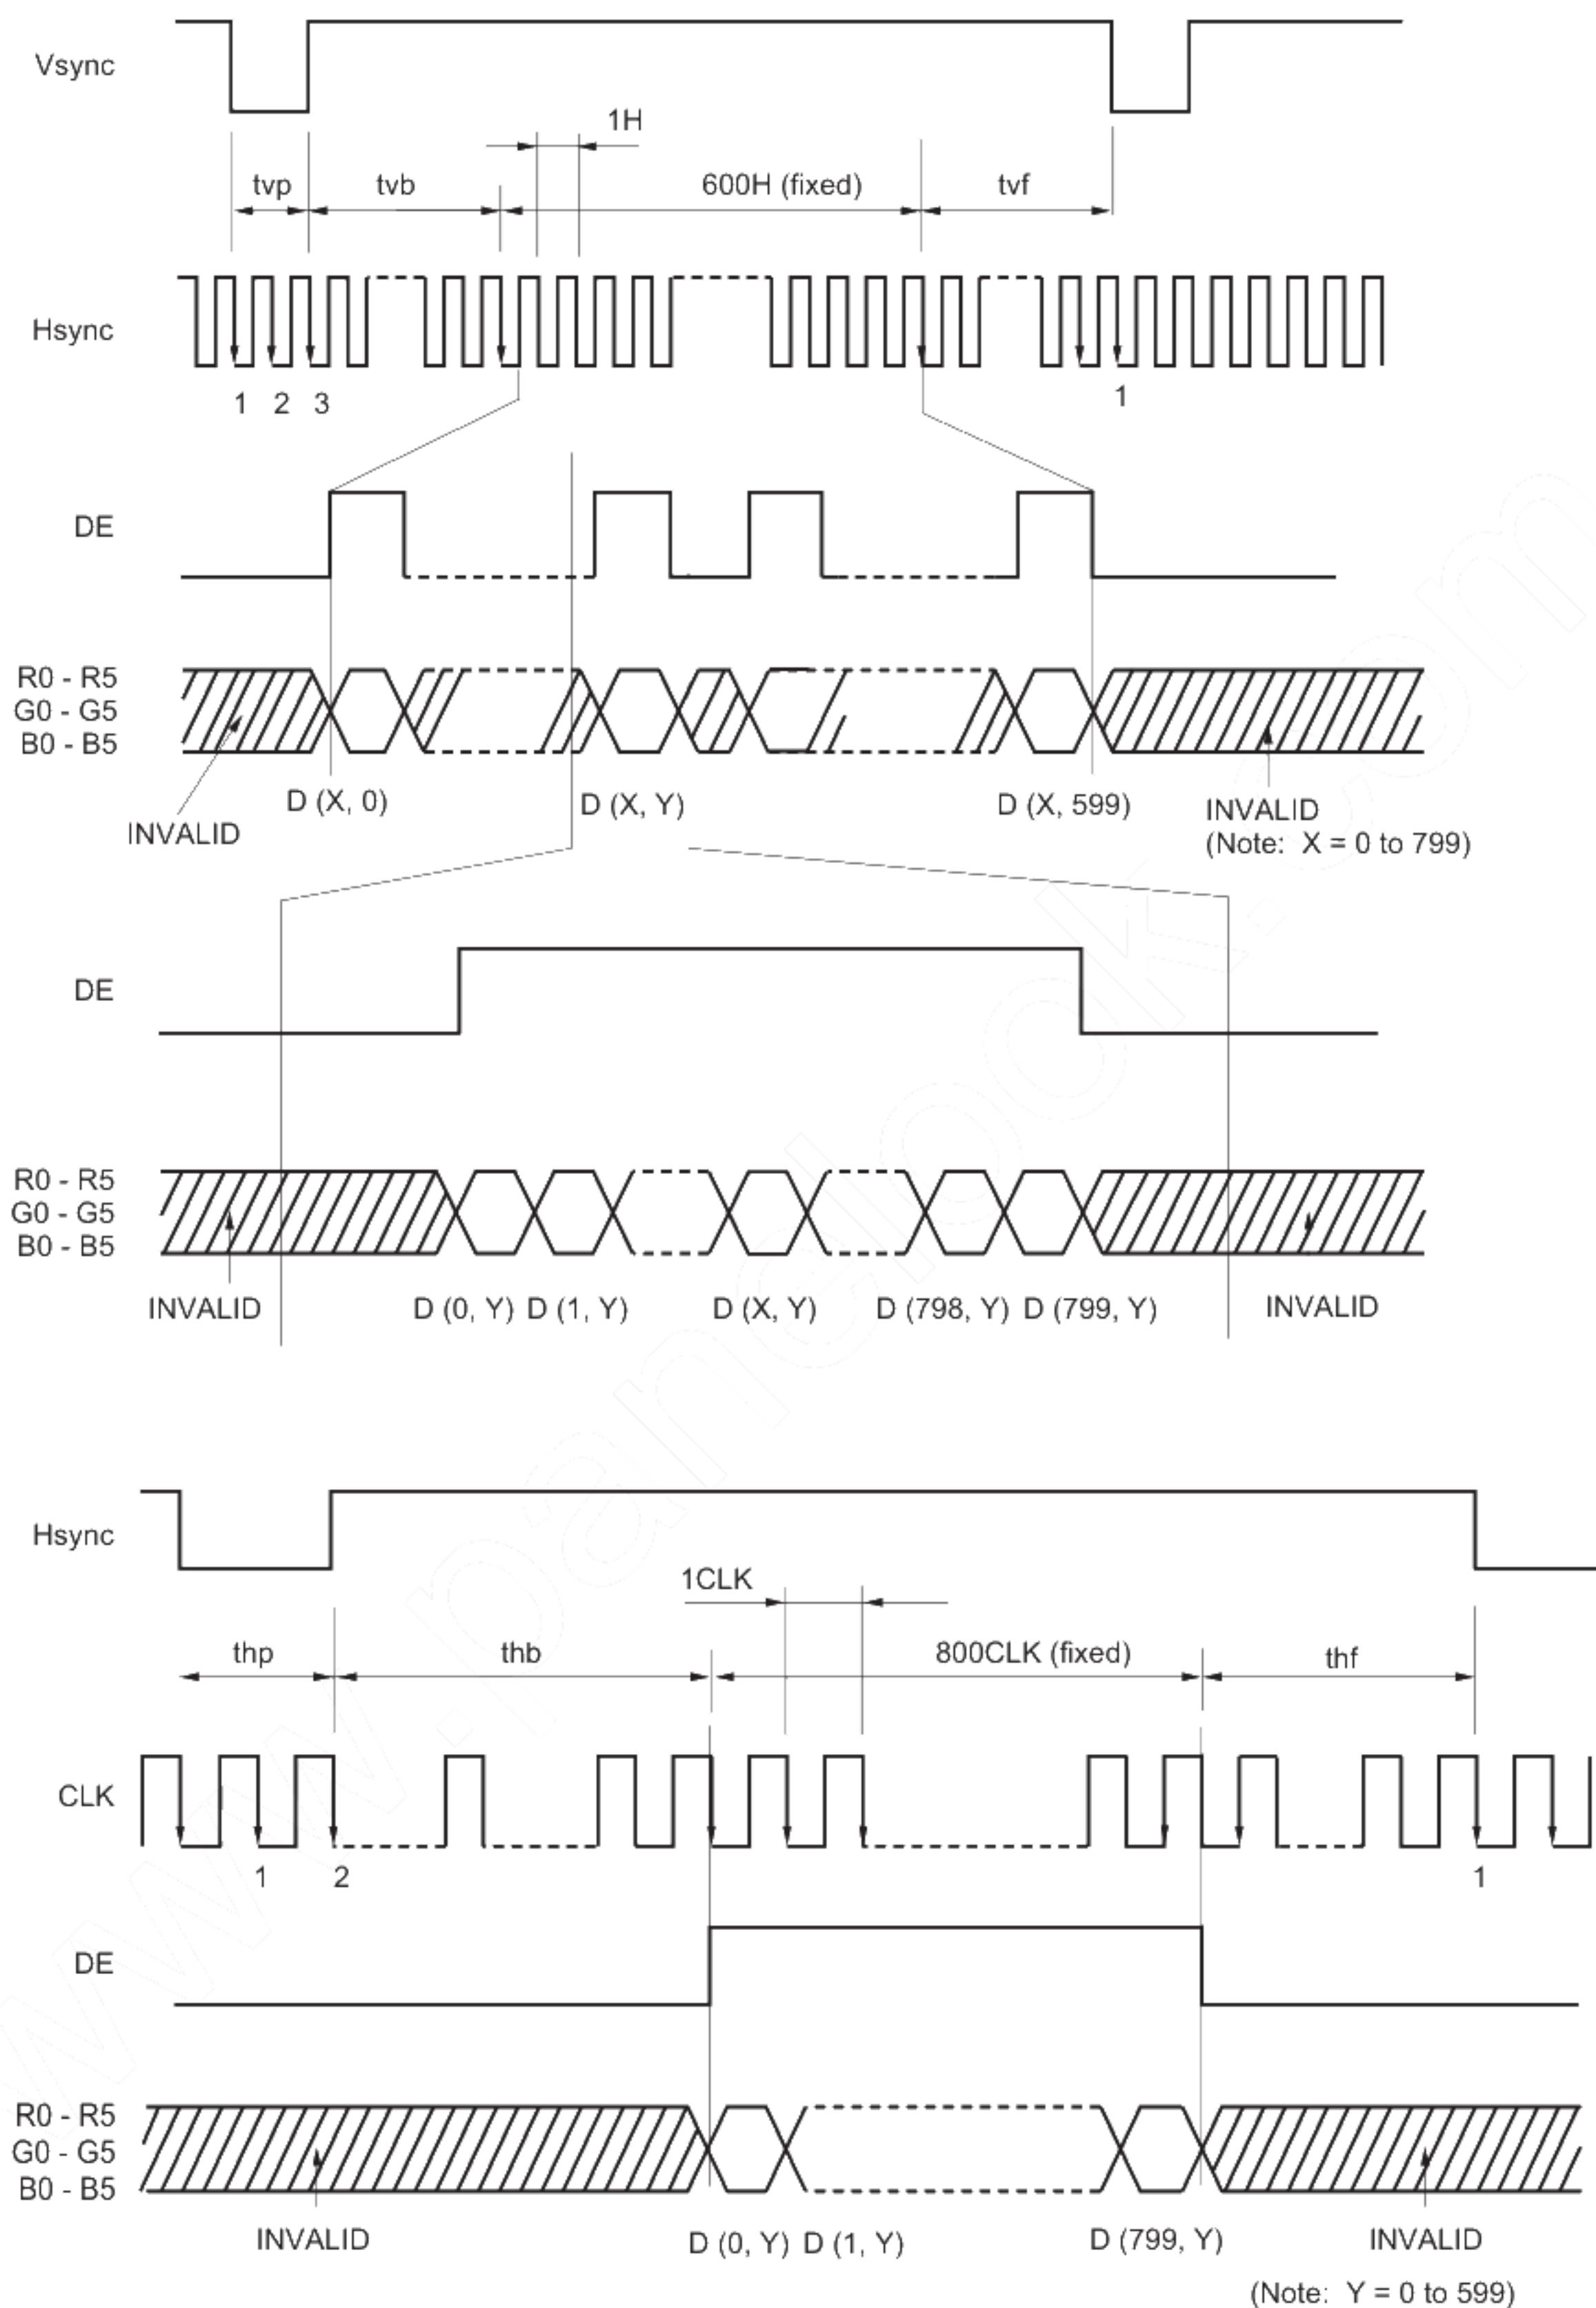 Vsync
1H
tvp tvb 600H (fixed) tvf
Hsync
1 2 3 1
DE
R0 - R5
G0 - G5
B0 - B5
D (X, 0) D (X, Y) D (X, 599) INVALID
INVALID (Note: X = 0 to 799)
DE
R0 - R5
G0 - G5
B0 - B5
INVALID D (0, Y) D (1, Y) D (X, Y) D (798, Y) D (799, Y) INVALID
Hsync
1CLK
thp thb 800CLK (fixed) thf
CLK
1 2 1
DE
R0 - R5
G0 - G5
B0 - B5
INVALID D (0, Y) D (1, Y) D (799, Y) INVALID
(Note: Y = 0 to 599)
www.panelook.com